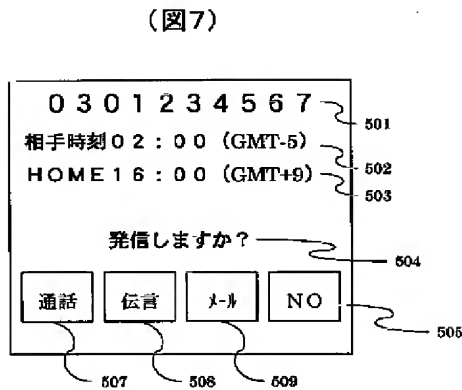 (図7)
0301234567 501
相手時刻02:00 (GMT-5) 502
HOME16:00 (GMT+9) 503
発信しますか? 504
通話 伝言 メール NO 505
507 508 509